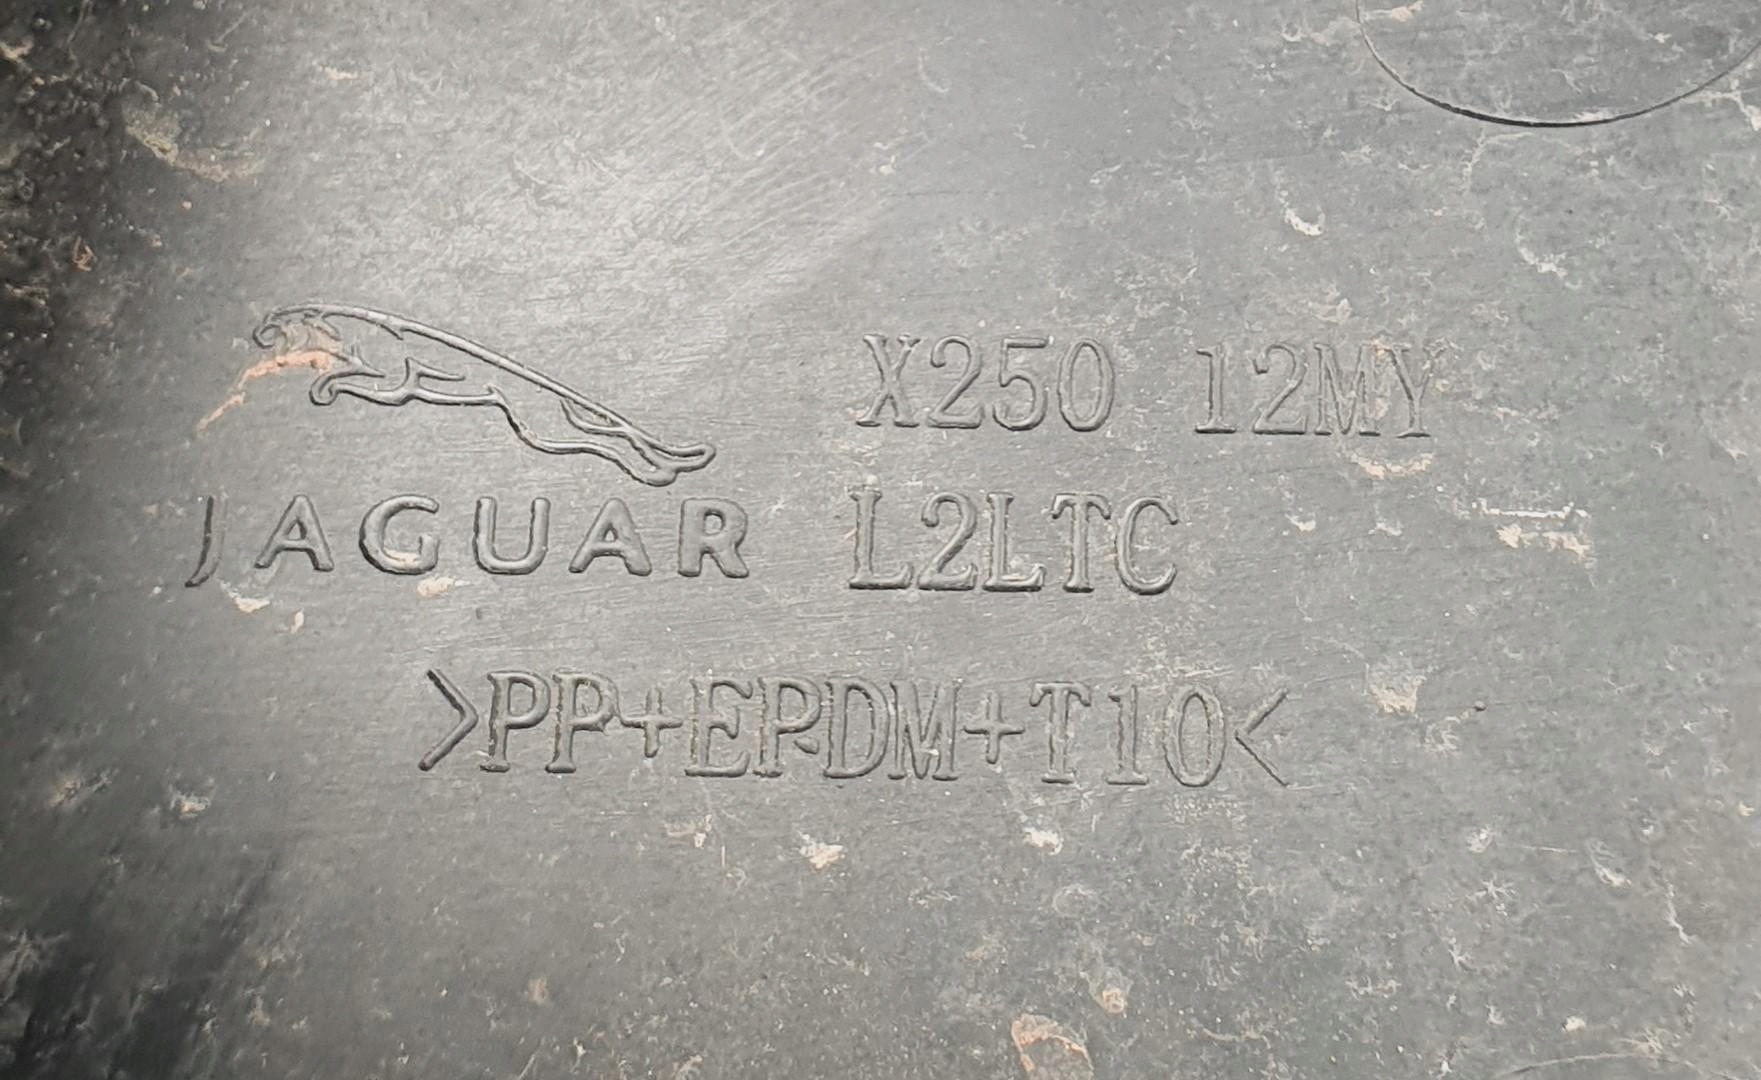 X250 12MY
JAGUAR L2LTC
>PP+EPDM+T10<